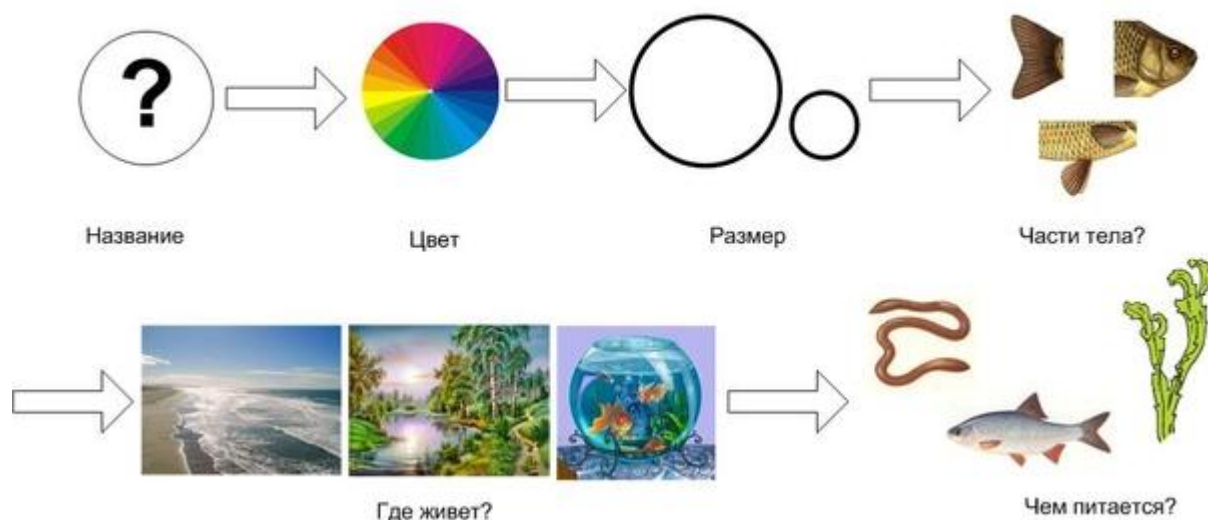 ?
Название
Цвет
Размер
Части тела?
Где живет?
Чем питается?